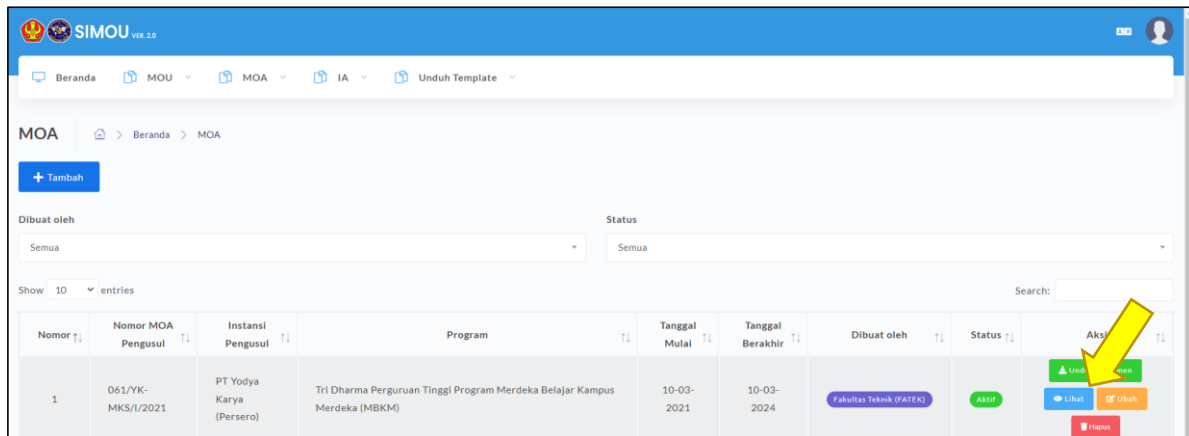 SIMOU VER. 2.0
Beranda MOU MOA IA Unduh Template
MOA Beranda > MOA
+ Tambah
Dibuat oleh Status
Semua Semua
Show 10 entries Search:
Nomor Nomor MOA Pengusul Instansi Pengusul Program Tanggal Mulai Tanggal Berakhir Dibuat oleh Status
1 061/YK-MKS/I/2021 PT Yodya Karya (Persero) Tri Dharma Perguruan Tinggi Program Merdeka Belajar Kampus Merdeka (MBKM) 10-03-2021 10-03-2024 Fakultas Teknik (FATEK) Aktif
Lihat Ubah
Hapus